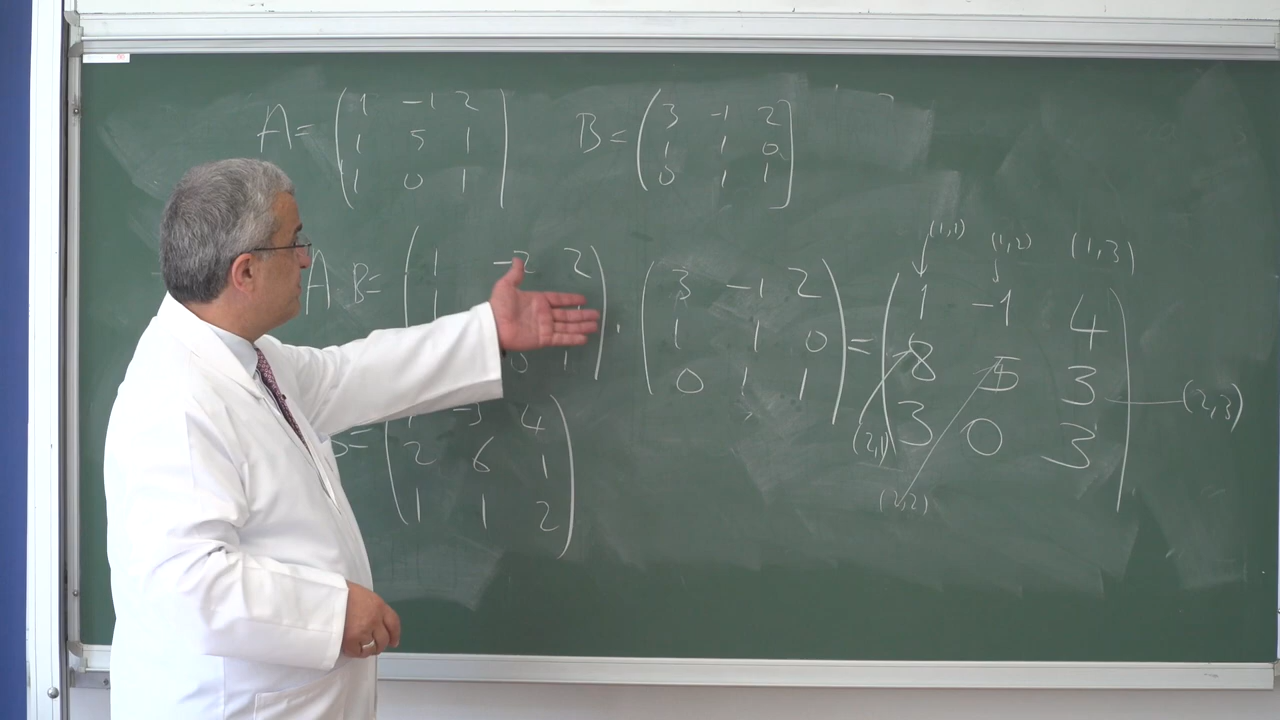 A= ( 1 -1 2 B= ( 3 -1 2
1 5 1 1 1 0
1 0 1 ) 0 1 1 )
(1,1) (1,2) (1,3)
A B= ( 1 -2 2 ) . ( 3 -1 2 ) = ( 1 -1 4
1 1 1 0 8 5 3 (2,3)
0 1 0 1 1 3 0 3 )
(2,1)
= ( 4
2 6 1 (2,2)
1 1 2 )